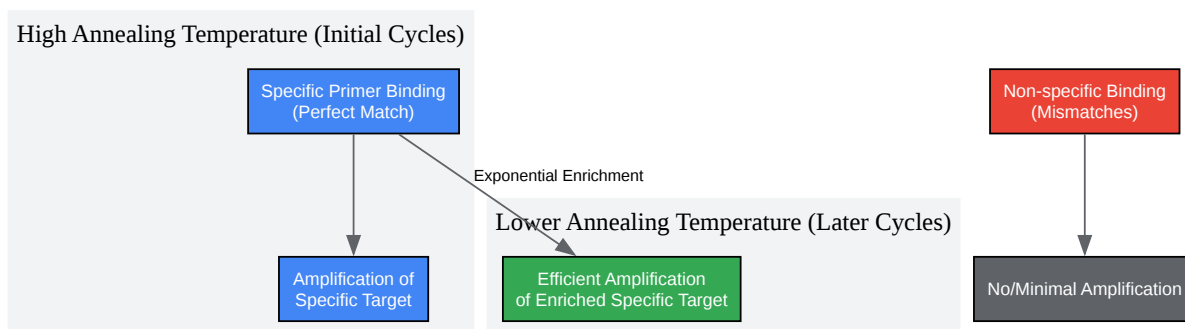 High Annealing Temperature (Initial Cycles)
Specific Primer Binding
(Perfect Match)
Non-specific Binding
(Mismatches)
Exponential Enrichment
Lower Annealing Temperature (Later Cycles)
Amplification of
Specific Target
Efficient Amplification
of Enriched Specific Target
No/Minimal Amplification